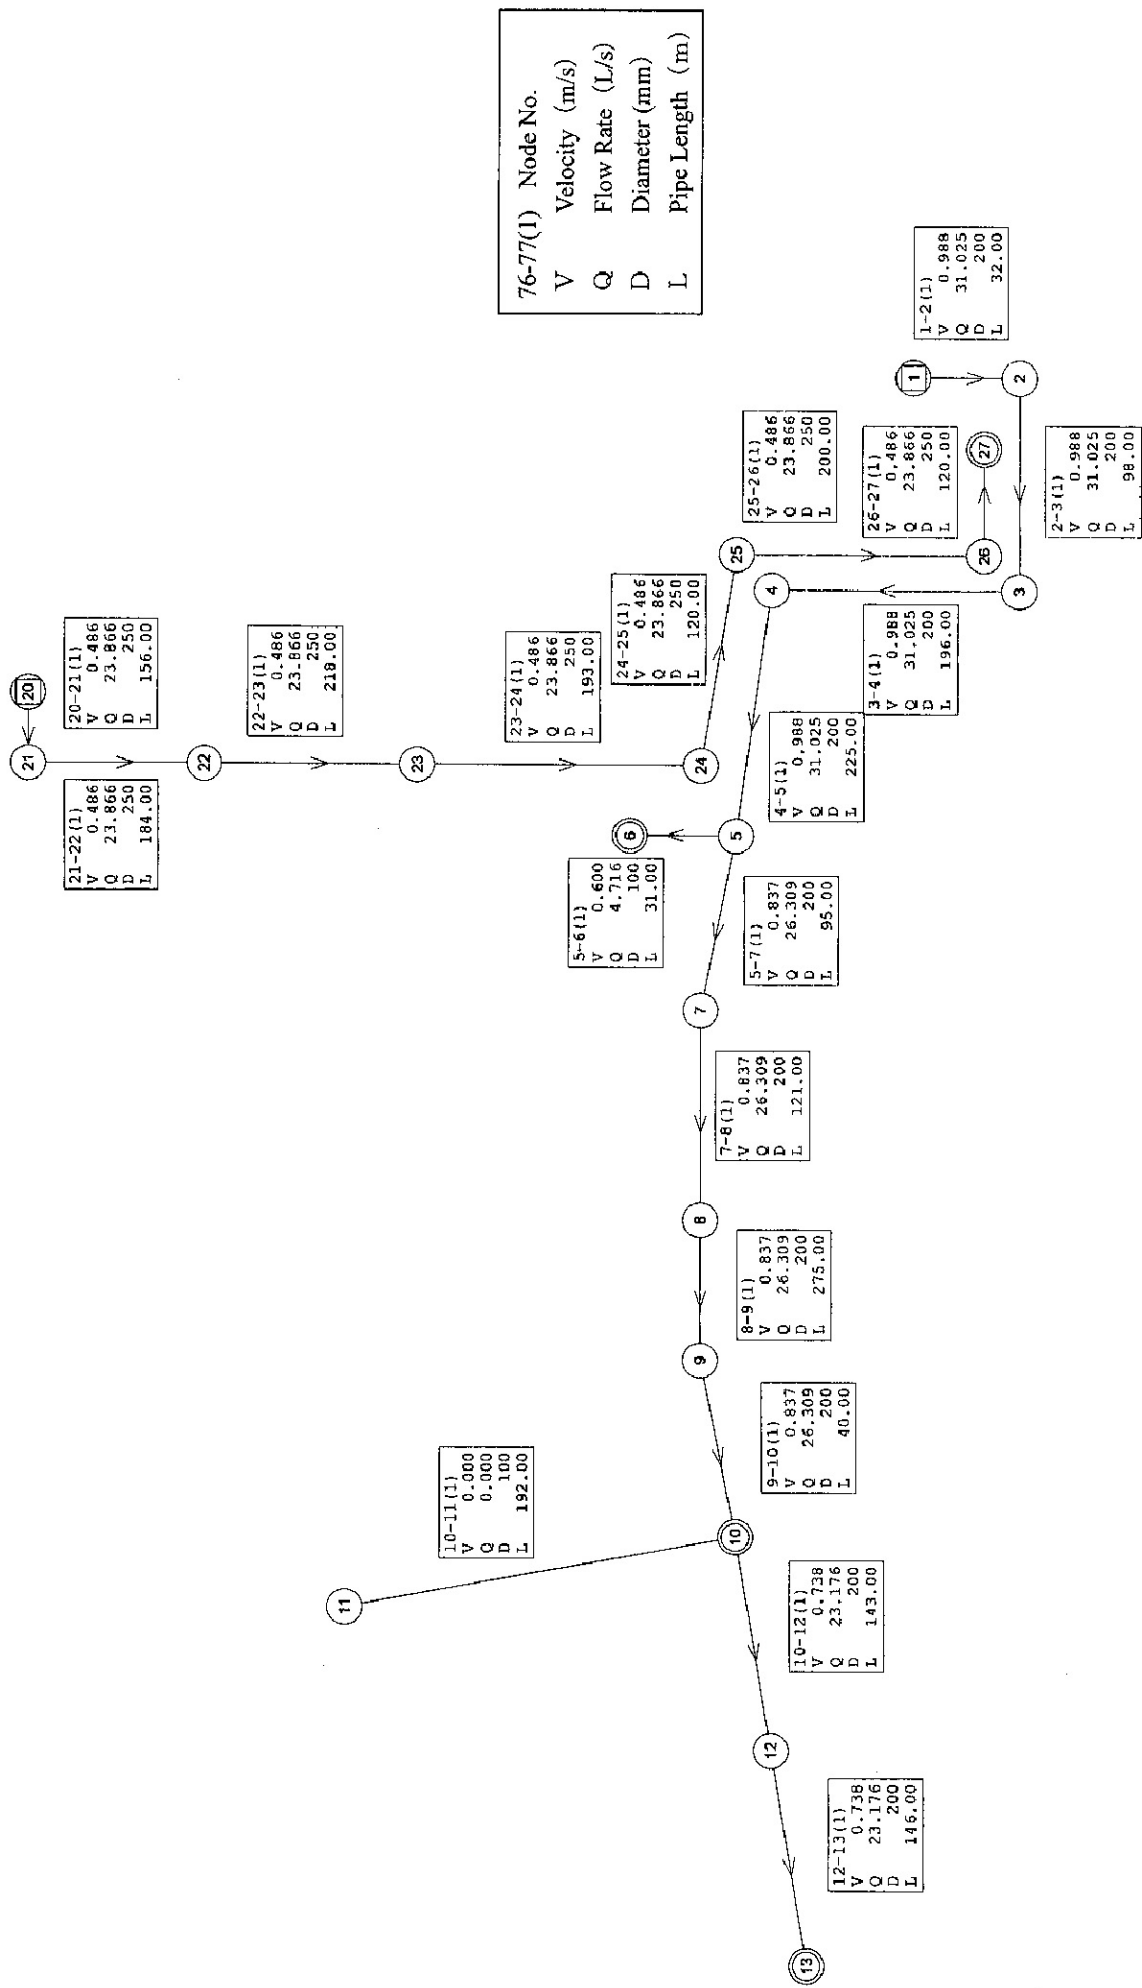 76-77(1) Node No.
V Velocity (m/s)
Q Flow Rate (L/s)
D Diameter (mm)
L Pipe Length (m)
20
21
20-21(1)
V 0.486
Q 23.866
D 250
L 156.00
21-22(1)
V 0.486
Q 23.866
D 250
L 184.00
22
22-23(1)
V 0.486
Q 23.866
D 250
L 218.00
23
23-24(1)
V 0.486
Q 23.866
D 250
L 193.00
24
24-25(1)
V 0.486
Q 23.866
D 250
L 120.00
25
25-26(1)
V 0.486
Q 23.866
D 250
L 200.00
26
26-27(1)
V 0.486
Q 23.866
D 250
L 120.00
27
1
1-2(1)
V 0.988
Q 31.025
D 200
L 32.00
2
2-3(1)
V 0.988
Q 31.025
D 200
L 98.00
3
3-4(1)
V 0.988
Q 31.025
D 200
L 196.00
4
4-5(1)
V 0.988
Q 31.025
D 200
L 225.00
5
5-6(1)
V 0.600
Q 4.716
D 100
L 31.00
6
5-7(1)
V 0.837
Q 26.309
D 200
L 95.00
7
7-8(1)
V 0.837
Q 26.309
D 200
L 121.00
8
8-9(1)
V 0.837
Q 26.309
D 200
L 275.00
9
9-10(1)
V 0.837
Q 26.309
D 200
L 40.00
10
10-11(1)
V 0.000
Q 0.000
D 100
L 192.00
11
10-12(1)
V 0.738
Q 23.176
D 200
L 143.00
12
12-13(1)
V 0.738
Q 23.176
D 200
L 146.00
13